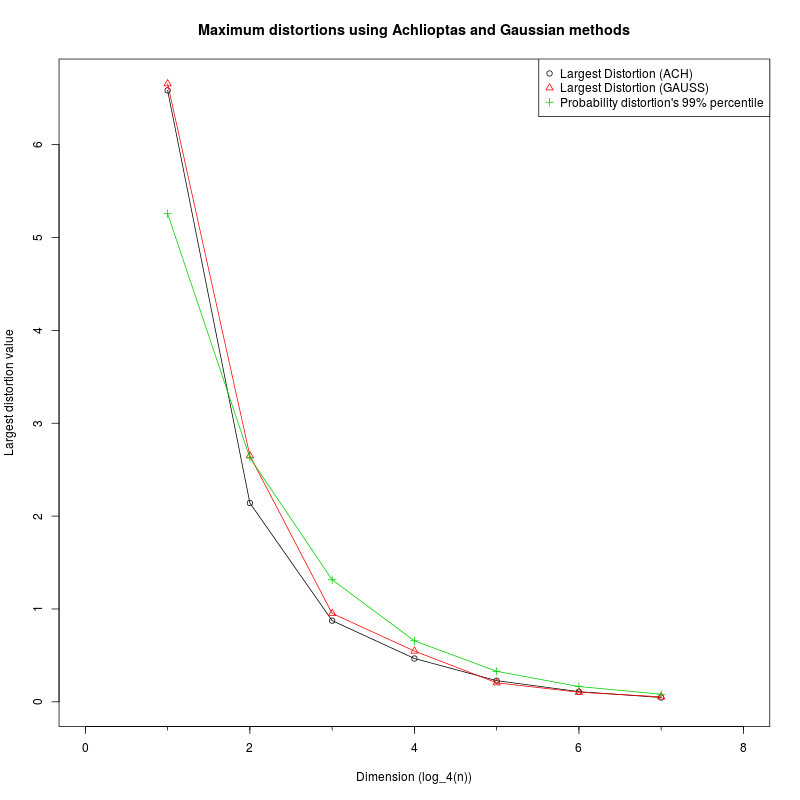 Maximum distortions using Achlioptas and Gaussian methods
Largest Distortion (ACH)
Largest Distortion (GAUSS)
Probability distortion's 99% percentile
Largest distortion value
6
5
4
3
2
1
0
0 2 4 6 8
Dimension (log_4(n))